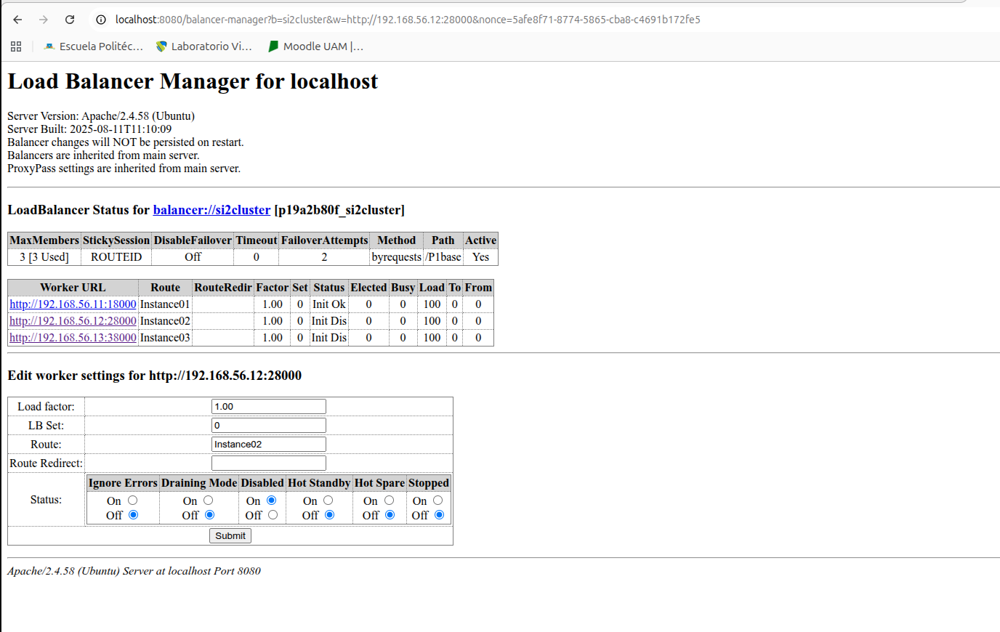 localhost:8080/balancer-manager?b=si2cluster&w=http://192.168.56.12:28000&nonce=5afe8f71-8774-5865-cba8-c4691b172fe5
Escuela Politéc... Laboratorio Vi... Moodle UAM |...
Load Balancer Manager for localhost
Server Version: Apache/2.4.58 (Ubuntu)
Server Built: 2025-08-11T11:10:09
Balancer changes will NOT be persisted on restart.
Balancers are inherited from main server.
ProxyPass settings are inherited from main server.
LoadBalancer Status for balancer://si2cluster [p19a2b80f_si2cluster]
MaxMembers StickySession DisableFailover Timeout FailoverAttempts Method Path Active
3 [3 Used] ROUTEID Off 0 2 byrequests /P1base Yes
Worker URL Route RouteRedir Factor Set Status Elected Busy Load To From
http://192.168.56.11:18000 Instance01 1.00 0 Init Ok 0 0 100 0 0
http://192.168.56.12:28000 Instance02 1.00 0 Init Dis 0 0 100 0 0
http://192.168.56.13:38000 Instance03 1.00 0 Init Dis 0 0 100 0 0
Edit worker settings for http://192.168.56.12:28000
Load factor: 1.00
LB Set: 0
Route: Instance02
Route Redirect:
Status:
Ignore Errors Draining Mode Disabled Hot Standby Hot Spare Stopped
On On On On On On
Off Off Off Off Off Off
Submit
Apache/2.4.58 (Ubuntu) Server at localhost Port 8080